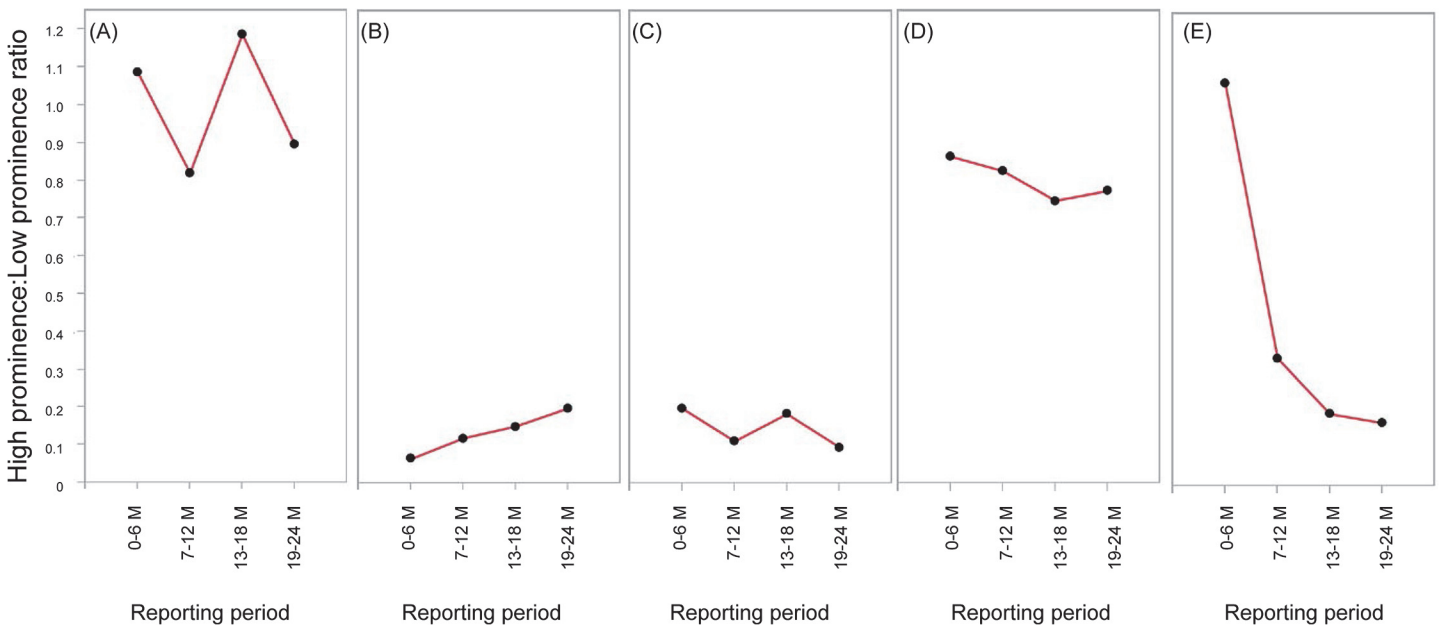 High prominence:Low prominence ratio
1.2
1.1
1.0
0.9
0.8
0.7
0.6
0.5
0.4
0.3
0.2
0.1
0
(A)
0-6 M
7-12 M
13-18 M
19-24 M
Reporting period
(B)
0-6 M
7-12 M
13-18 M
19-24 M
Reporting period
(C)
0-6 M
7-12 M
13-18 M
19-24 M
Reporting period
(D)
0-6 M
7-12 M
13-18 M
19-24 M
Reporting period
(E)
0-6 M
7-12 M
13-18 M
19-24 M
Reporting period